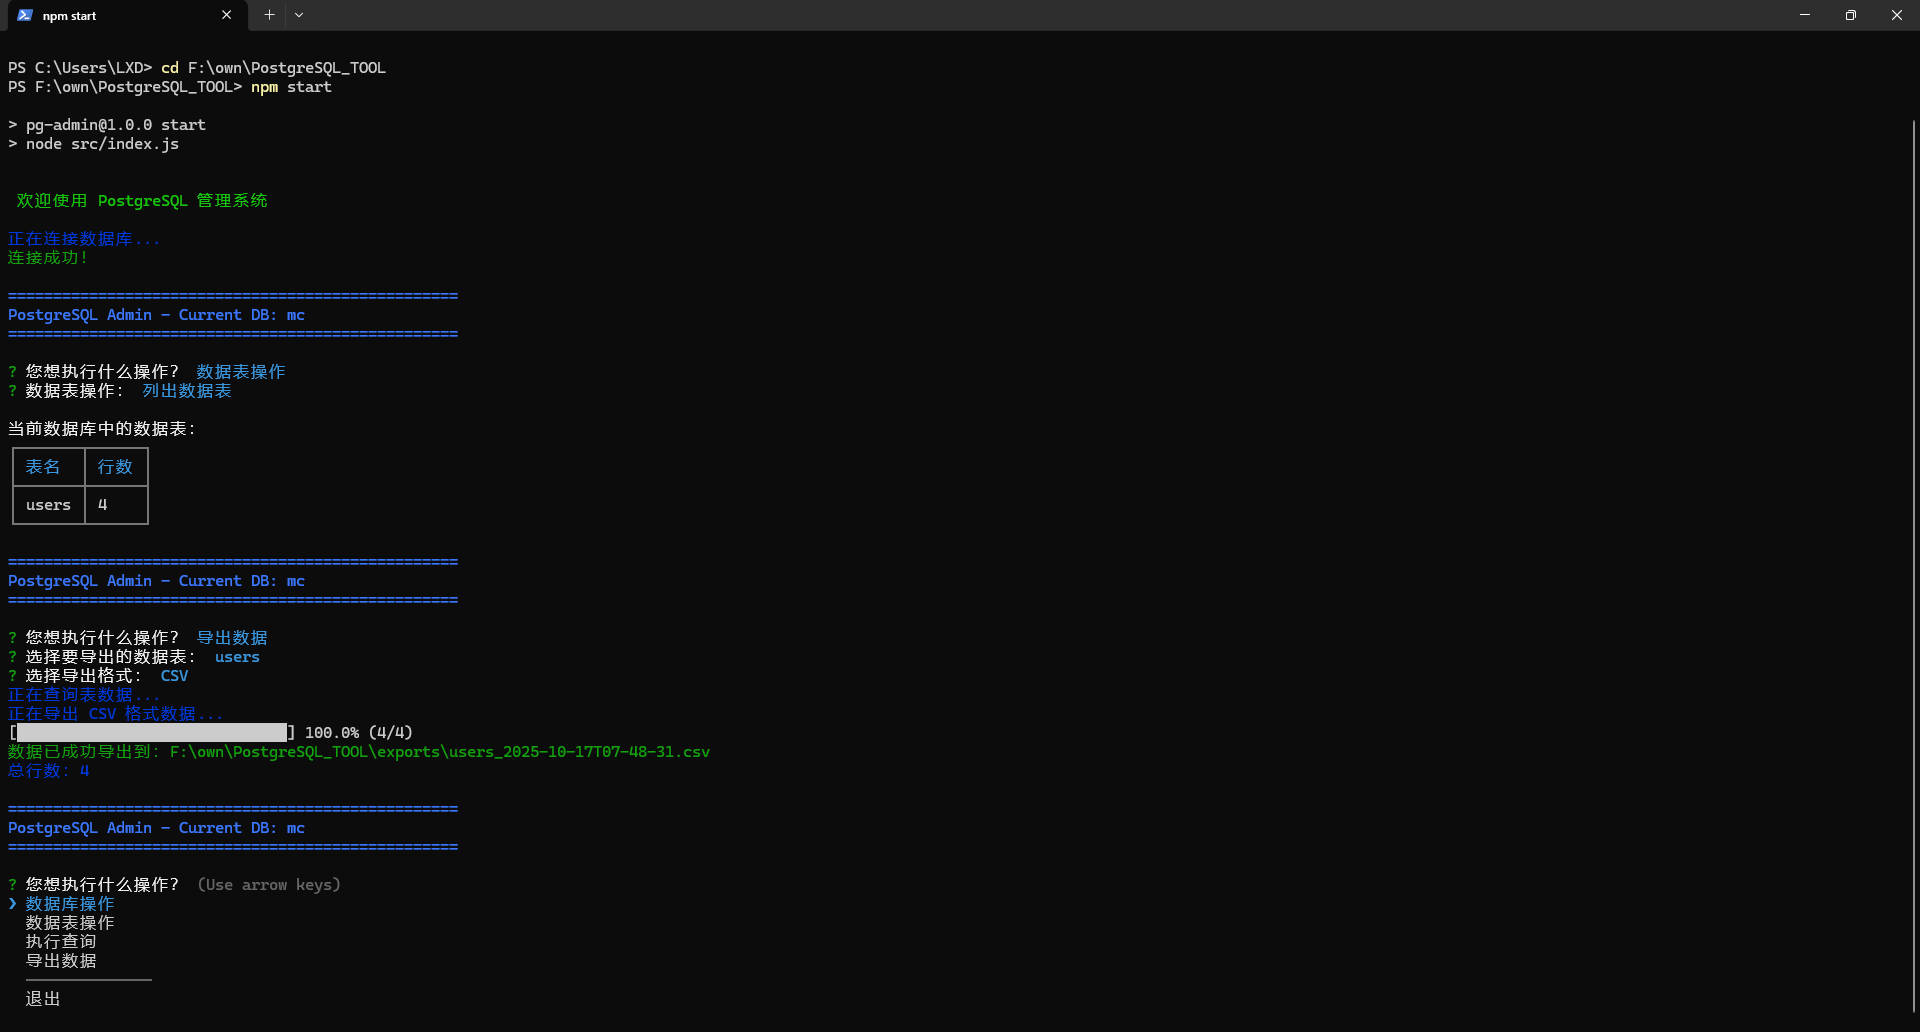 npm start
PS C:\Users\LXD> cd F:\own\PostgreSQL_TOOL
PS F:\own\PostgreSQL_TOOL> npm start
> pg-admin@1.0.0 start
> node src/index.js
欢迎使用 PostgreSQL 管理系统
正在连接数据库...
连接成功!
==================================================
PostgreSQL Admin - Current DB: mc
==================================================
? 您想执行什么操作? 数据表操作
? 数据表操作: 列出数据表
当前数据库中的数据表:
表名 行数
users 4
==================================================
PostgreSQL Admin - Current DB: mc
==================================================
? 您想执行什么操作? 导出数据
? 选择要导出的数据表: users
? 选择导出格式: CSV
正在查询表数据...
正在导出 CSV 格式数据...
[██████████████████████████████] 100.0% (4/4)
数据已成功导出到: F:\own\PostgreSQL_TOOL\exports\users_2025-10-17T07-48-31.csv
总行数: 4
==================================================
PostgreSQL Admin - Current DB: mc
==================================================
? 您想执行什么操作? (Use arrow keys)
❯ 数据库操作
数据表操作
执行查询
导出数据
──────────────
退出